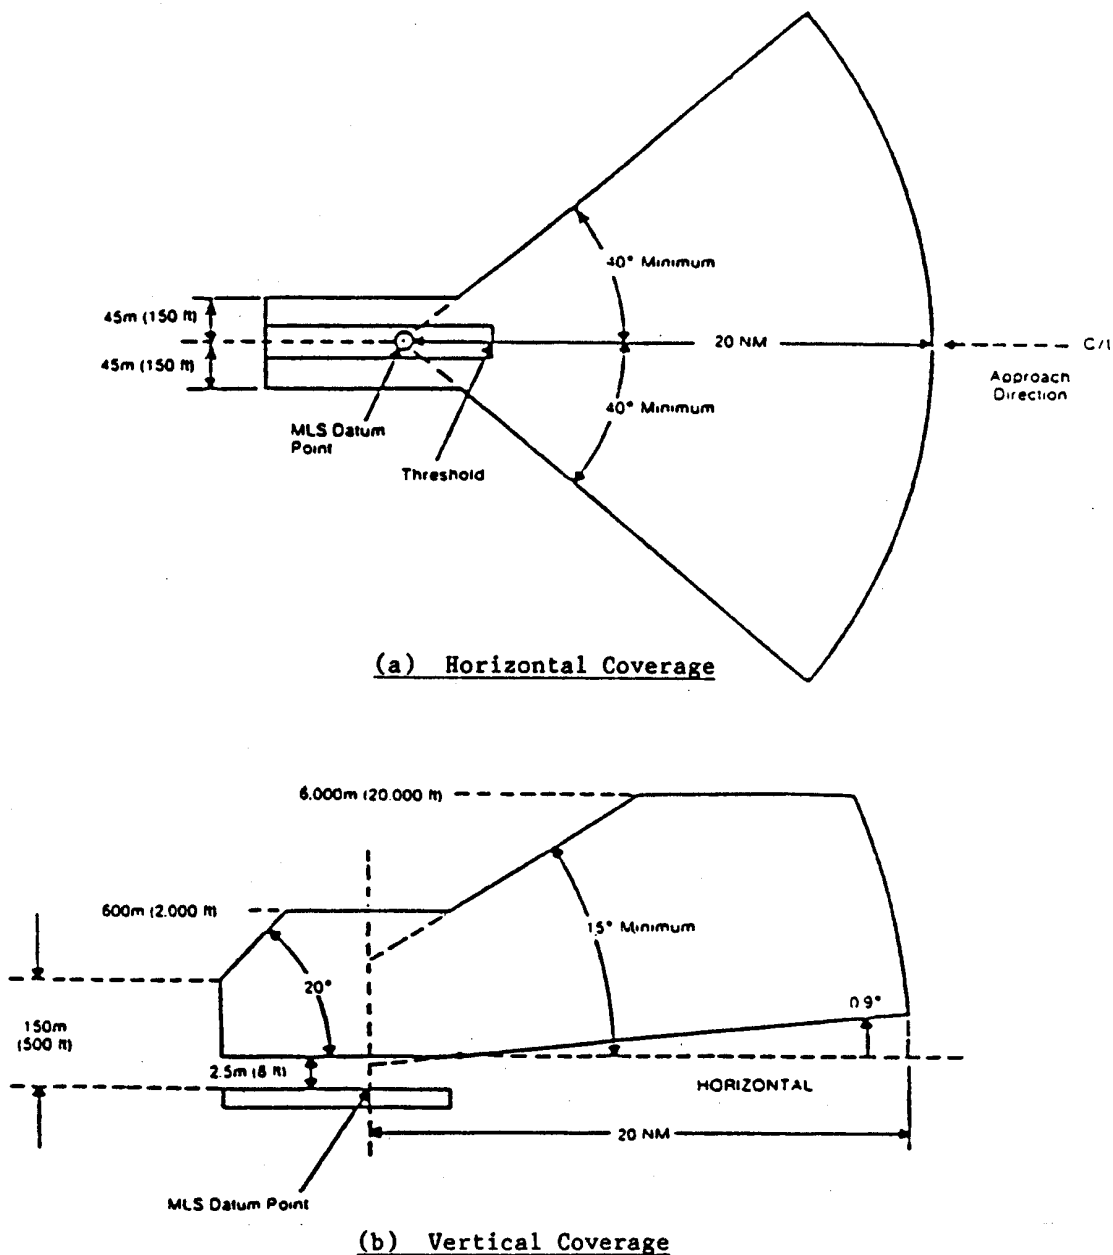 40° Minimum
45m (150 ft)
20 NM
C/L
45m (150 ft)
Approach
Direction
40° Minimum
MLS Datum
Point
Threshold
(a) Horizontal Coverage
6.000m (20.000 ft)
600m (2.000 ft)
15° Minimum
20°
0.9°
150m
(500 ft)
2.5m (8 ft)
HORIZONTAL
20 NM
MLS Datum Point
(b) Vertical Coverage